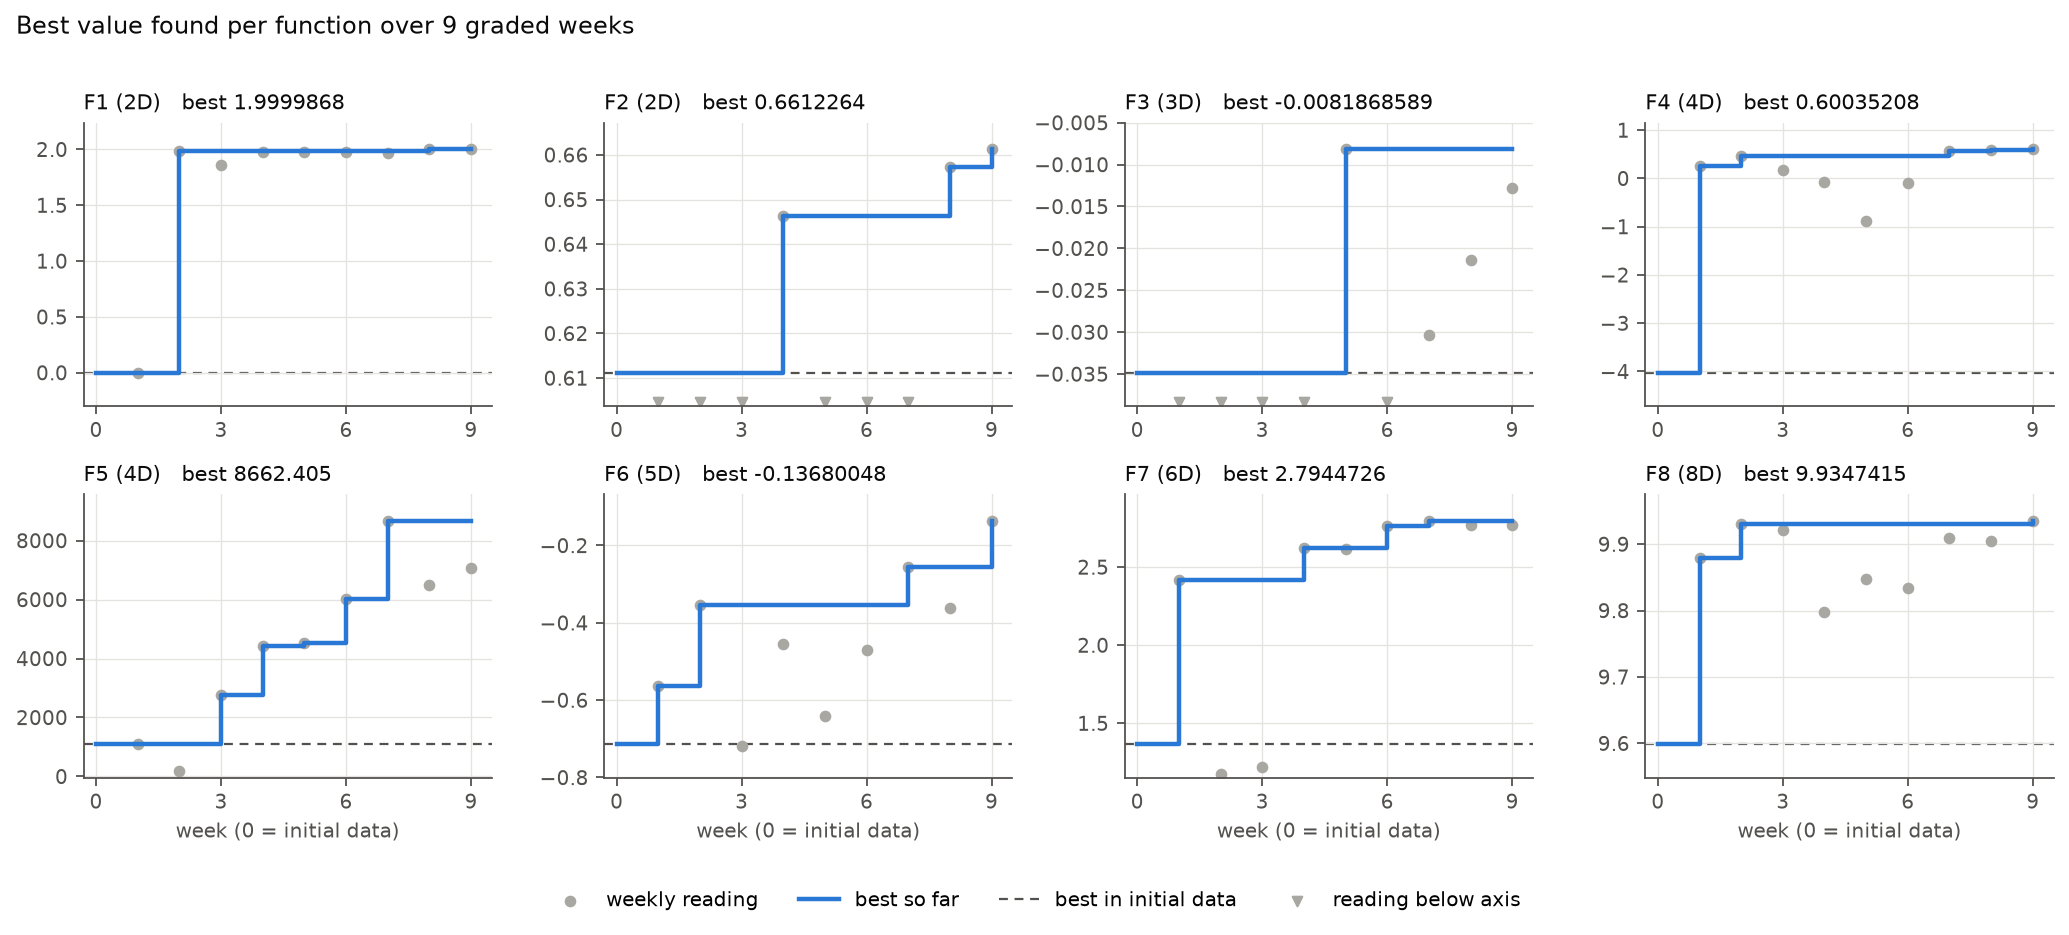 Best value found per function over 9 graded weeks
F1 (2D) best 1.9999868
2.0
1.5
1.0
0.5
0.0
0 3 6 9
F2 (2D) best 0.6612264
0.66
0.65
0.64
0.63
0.62
0.61
0 3 6 9
F3 (3D) best -0.0081868589
−0.005
−0.010
−0.015
−0.020
−0.025
−0.030
−0.035
0 3 6 9
F4 (4D) best 0.60035208
1
0
−1
−2
−3
−4
0 3 6 9
F5 (4D) best 8662.405
8000
6000
4000
2000
0
0 3 6 9
week (0 = initial data)
F6 (5D) best -0.13680048
−0.2
−0.4
−0.6
−0.8
0 3 6 9
week (0 = initial data)
F7 (6D) best 2.7944726
2.5
2.0
1.5
0 3 6 9
week (0 = initial data)
F8 (8D) best 9.9347415
9.9
9.8
9.7
9.6
0 3 6 9
week (0 = initial data)
weekly reading best so far best in initial data reading below axis